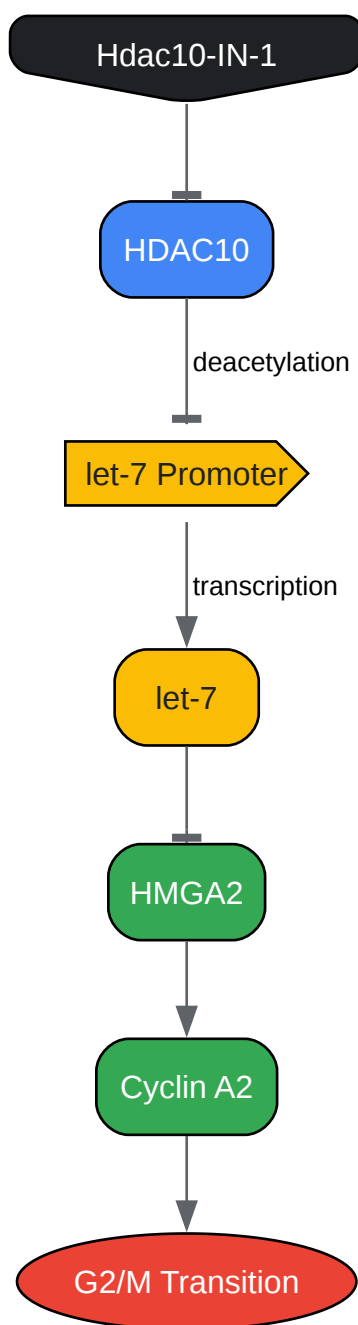 Hdac10-IN-1
HDAC10
deacetylation
let-7 Promoter
transcription
let-7
HMGA2
Cyclin A2
G2/M Transition